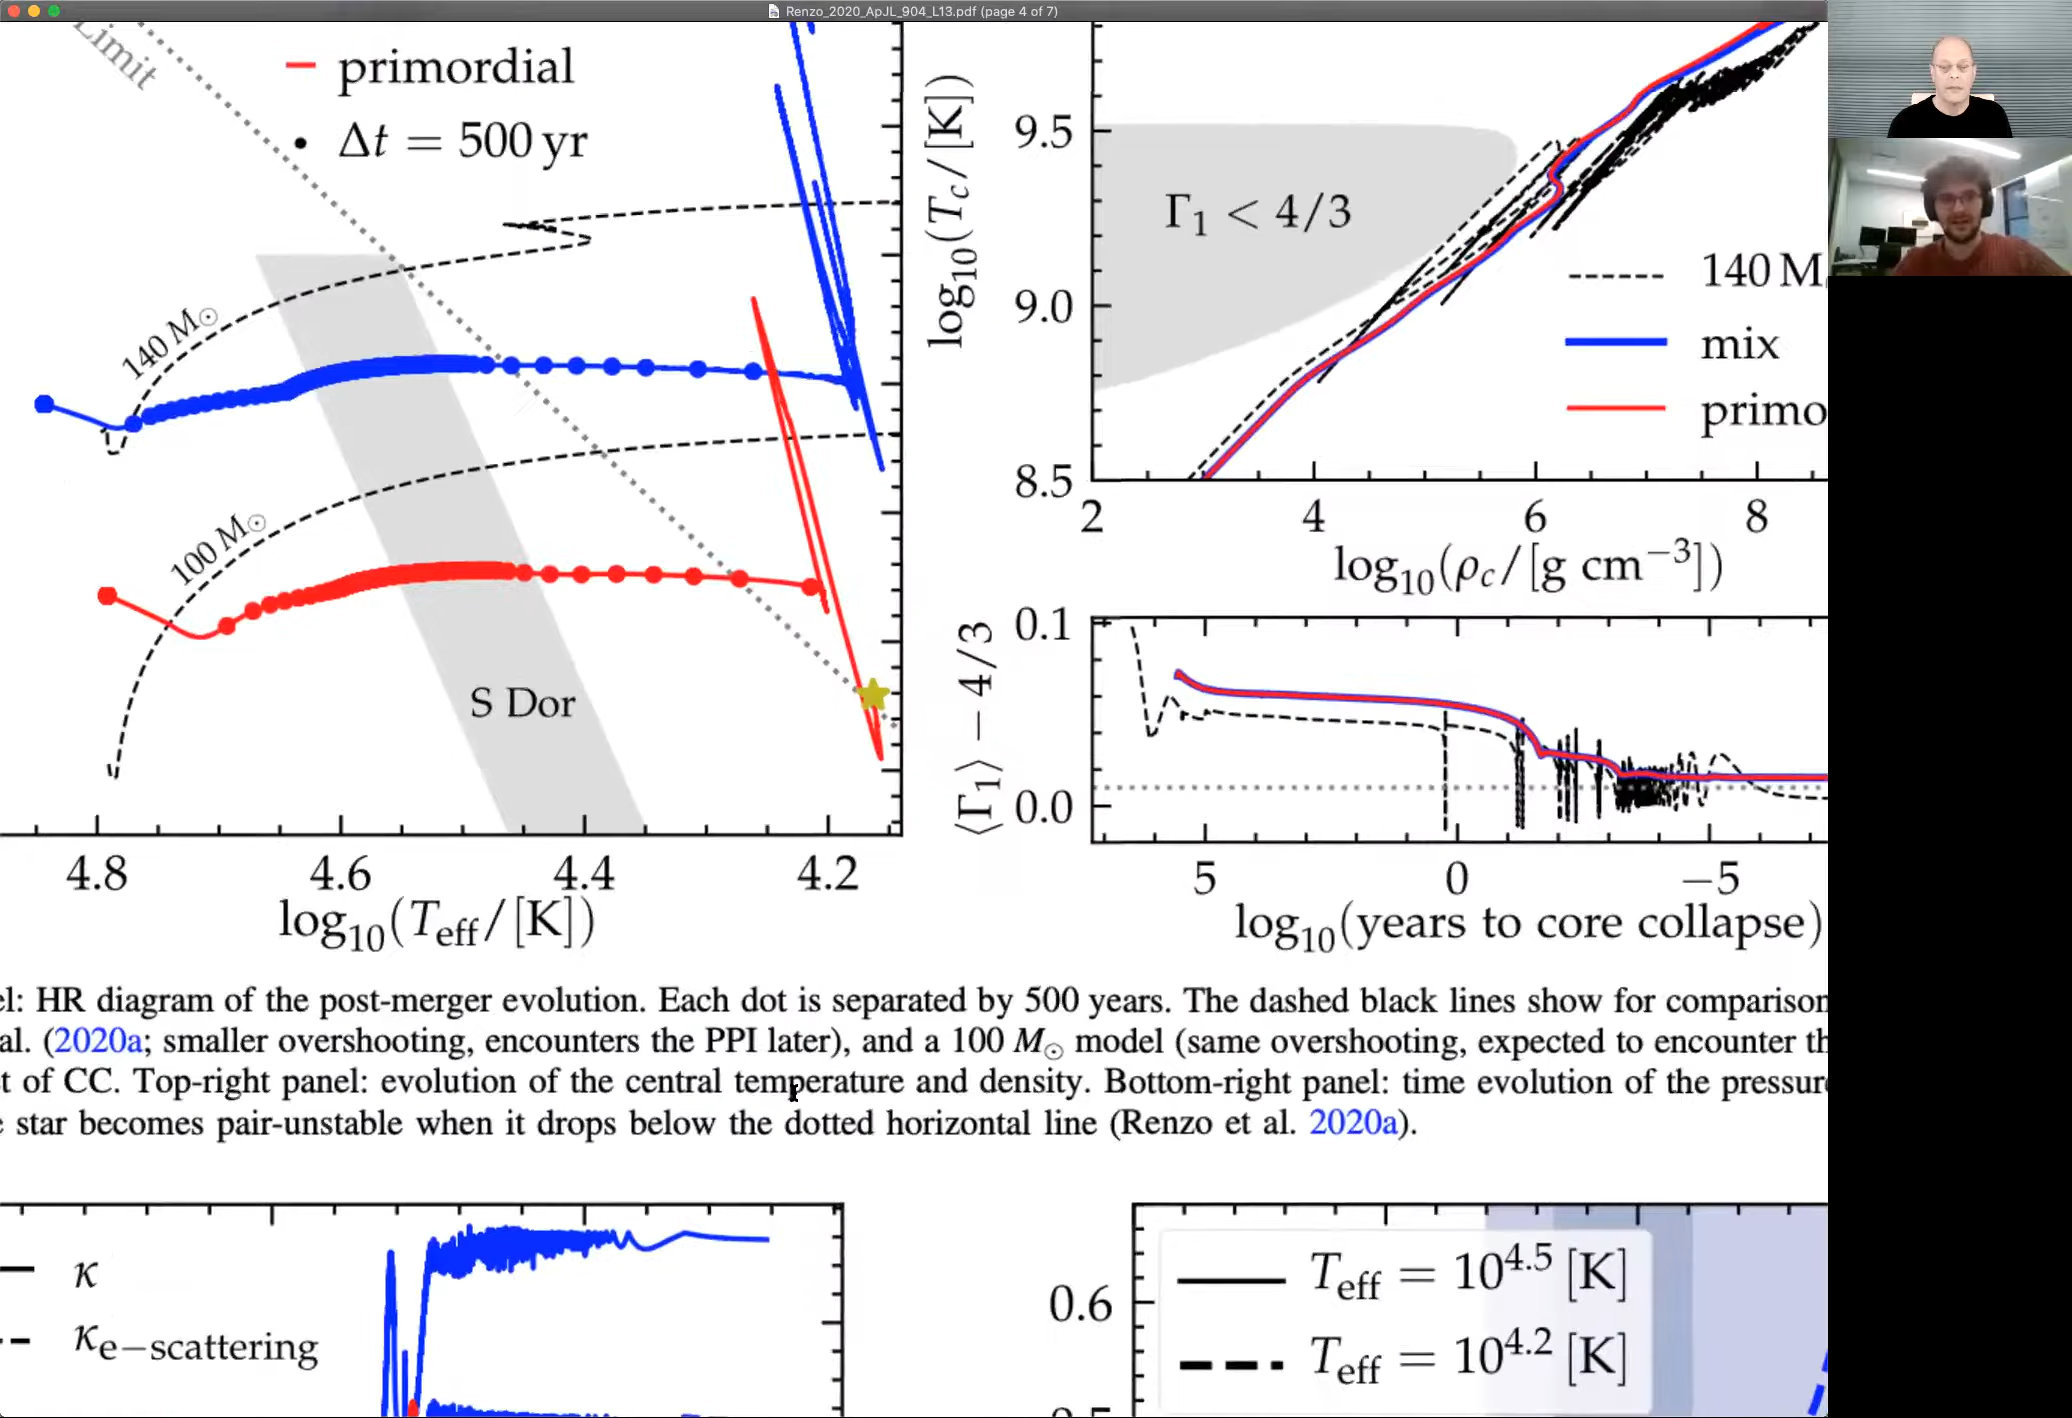 Renzo_2020_ApJL_904_L13.pdf (page 4 of 7)
Limit
primordial
Δt = 500 yr
140 M⊙
100 M⊙
S Dor
4.8 4.6 4.4 4.2
log₁₀(T_eff/[K])
log₁₀(T_c/[K])
9.5
9.0
8.5
Γ₁ < 4/3
140 M
mix
primo
2 4 6 8
log₁₀(ρ_c/[g cm⁻³])
⟨Γ₁⟩ − 4/3
0.1
0.0
5 0 −5
log₁₀(years to core collapse)
el: HR diagram of the post-merger evolution. Each dot is separated by 500 years. The dashed black lines show for comparison
al. (2020a; smaller overshooting, encounters the PPI later), and a 100 M⊙ model (same overshooting, expected to encounter th
t of CC. Top-right panel: evolution of the central temperature and density. Bottom-right panel: time evolution of the pressure
e star becomes pair-unstable when it drops below the dotted horizontal line (Renzo et al. 2020a).
κ
κ_e−scattering
0.6
T_eff = 10^4.5 [K]
T_eff = 10^4.2 [K]